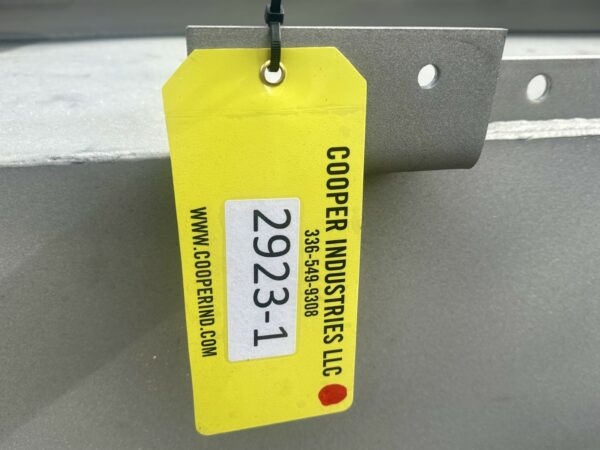 COOPER INDUSTRIES LLC
336-549-9308
2923-1
WWW.COOPERIND.COM